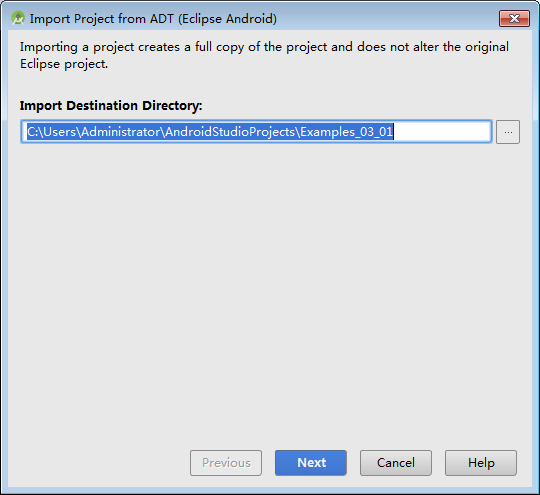 Import Project from ADT (Eclipse Android)
Importing a project creates a full copy of the project and does not alter the original
Eclipse project.
Import Destination Directory:
C:\Users\Administrator\AndroidStudioProjects\Examples_03_01
...
Previous
Next
Cancel
Help